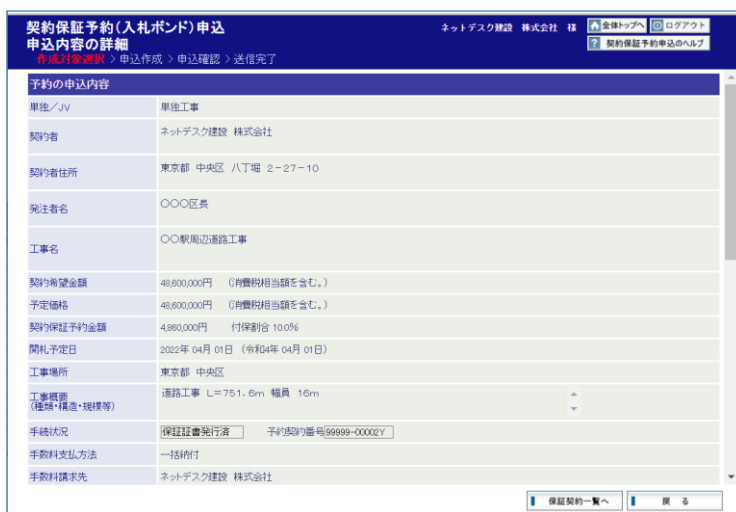 契約保証予約(入札ボンド)申込
申込内容の詳細
作成対象選択 > 申込作成 > 申込確認 > 送信完了
ネットデスク建設 株式会社 様
全体トップへ
ログアウト
? 契約保証予約申込のヘルプ
予約の申込内容
単独/JV 単独工事
契約者 ネットデスク建設 株式会社
契約者住所 東京都 中央区 八丁堀 2-27-10
発注者名 〇〇〇区長
工事名 〇〇駅周辺道路工事
契約希望金額 48,600,000円 (消費税相当額を含む。)
予定価格 48,600,000円 (消費税相当額を含む。)
契約保証予約金額 4,860,000円 付保割合 10.0%
開札予定日 2022年 04月 01日 (令和4年 04月 01日)
工事場所 東京都 中央区
工事概要 道路工事 L=751.6m 幅員 16m
(種類・構造・規模等)
手続状況 保証証書発行済 予約契約番号 99999-00002Y
手数料支払方法 一括納付
手数料請求先 ネットデスク建設 株式会社
保証契約一覧へ
戻 る